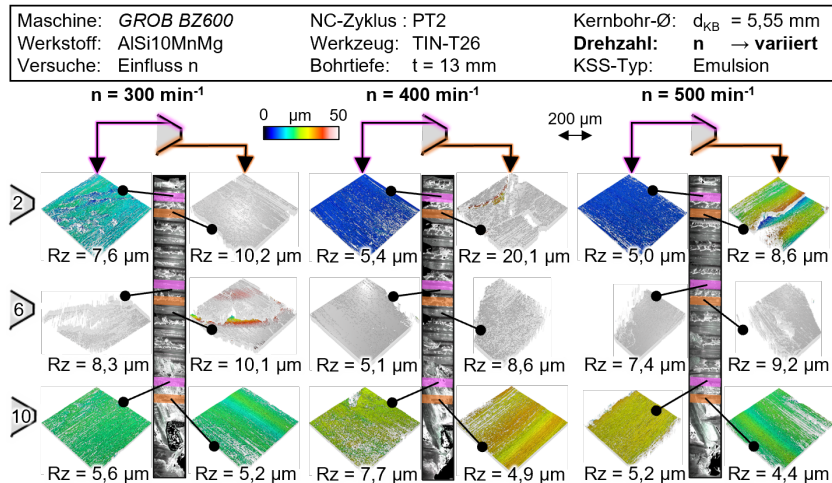 Maschine: GROB BZ600 NC-Zyklus : PT2 Kernbohr-Ø: d_KB = 5,55 mm
Werkstoff: AlSi10MnMg Werkzeug: TIN-T26 Drehzahl: n → variiert
Versuche: Einfluss n Bohrtiefe: t = 13 mm KSS-Typ: Emulsion
n = 300 min⁻¹ n = 400 min⁻¹ n = 500 min⁻¹
0 µm 50
200 µm
2
Rz = 7,6 µm Rz = 10,2 µm Rz = 5,4 µm Rz = 20,1 µm Rz = 5,0 µm Rz = 8,6 µm
6
Rz = 8,3 µm Rz = 10,1 µm Rz = 5,1 µm Rz = 8,6 µm Rz = 7,4 µm Rz = 9,2 µm
10
Rz = 5,6 µm Rz = 5,2 µm Rz = 7,7 µm Rz = 4,9 µm Rz = 5,2 µm Rz = 4,4 µm